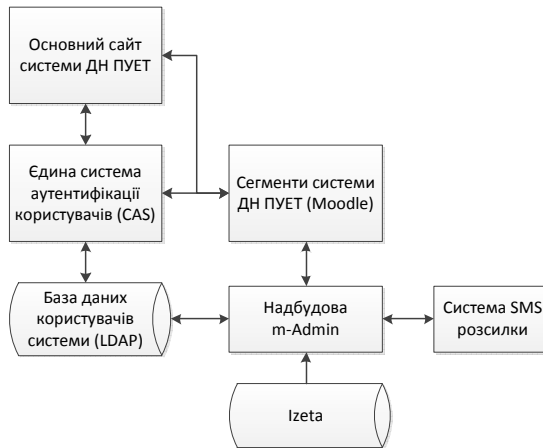 Основний сайт
системи ДН ПУЕТ
Єдина система
аутентифікації
користувачів (CAS)
Сегменти системи
ДН ПУЕТ (Moodle)
База даних
користувачів
системи (LDAP)
Надбудова
m-Admin
Система SMS
розсилки
Izeta